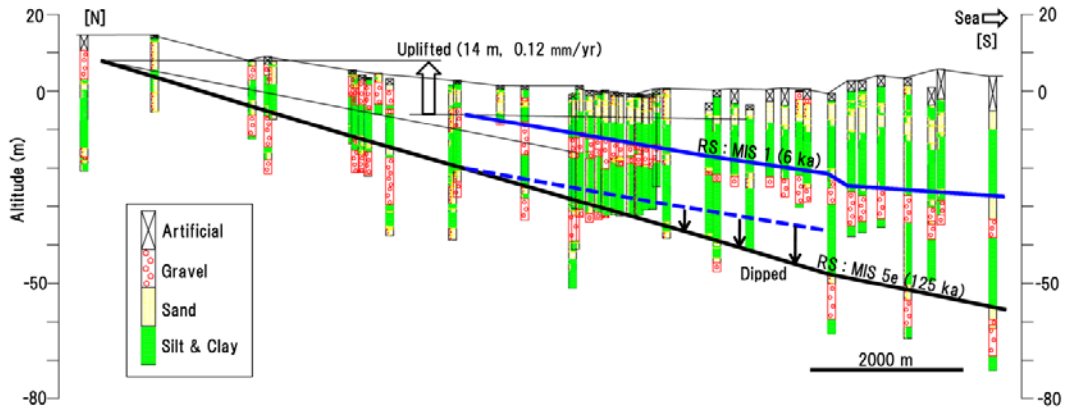 20
[N]
Uplifted (14 m, 0.12 mm/yr)
Sea
[S]
20
0
0
RS : MIS 1 (6 ka)
Altitude (m)
Artificial
Gravel
Sand
Silt & Clay
Dipped
RS : MIS 5e (125 ka)
-50
-50
2000 m
-80
-80